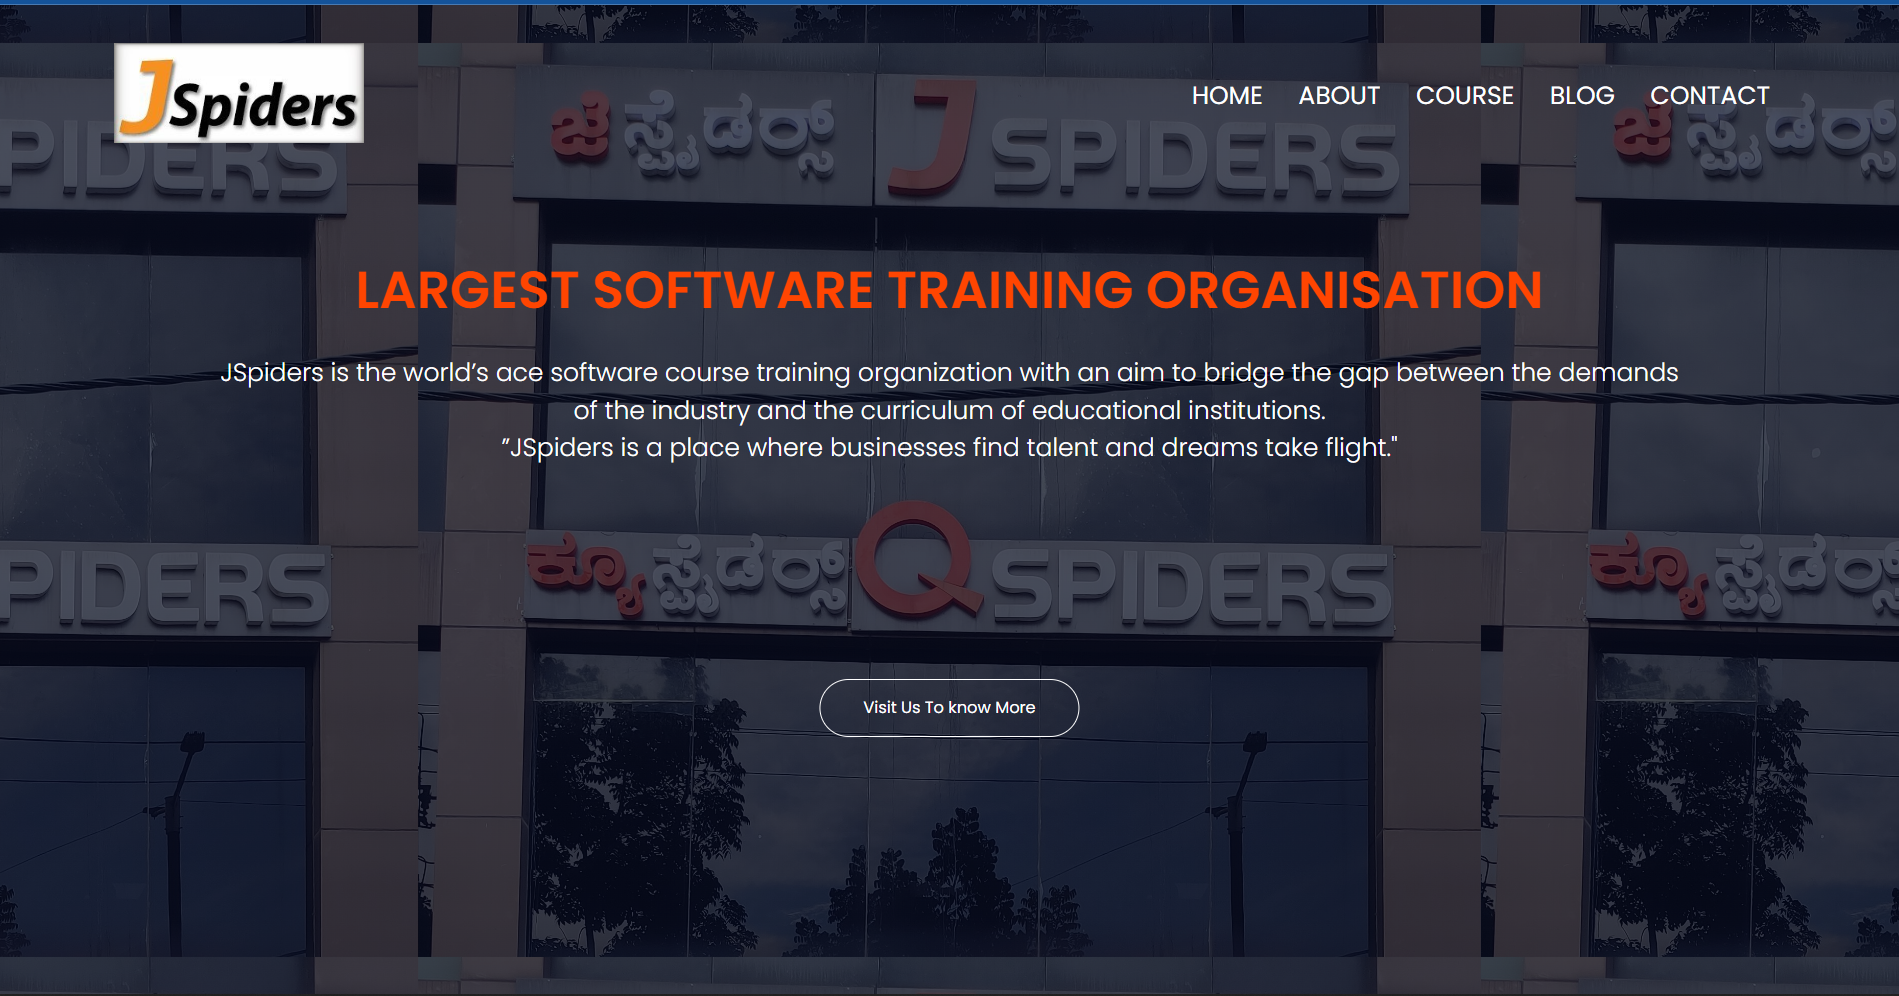 JSpiders
HOME ABOUT COURSE BLOG CONTACT
ಜೆ ಸ್ಪೈಡರ್ಸ್ J SPIDERS
PIDERS
ಜೆ ಸ್ಪೈಡರ್ಸ್
LARGEST SOFTWARE TRAINING ORGANISATION
JSpiders is the world’s ace software course training organization with an aim to bridge the gap between the demands
of the industry and the curriculum of educational institutions.
”JSpiders is a place where businesses find talent and dreams take flight."
PIDERS
ಕ್ಯೂ ಸ್ಪೈಡರ್ಸ್ Q SPIDERS
ಕ್ಯೂ ಸ್ಪೈಡರ್ಸ್
Visit Us To know More